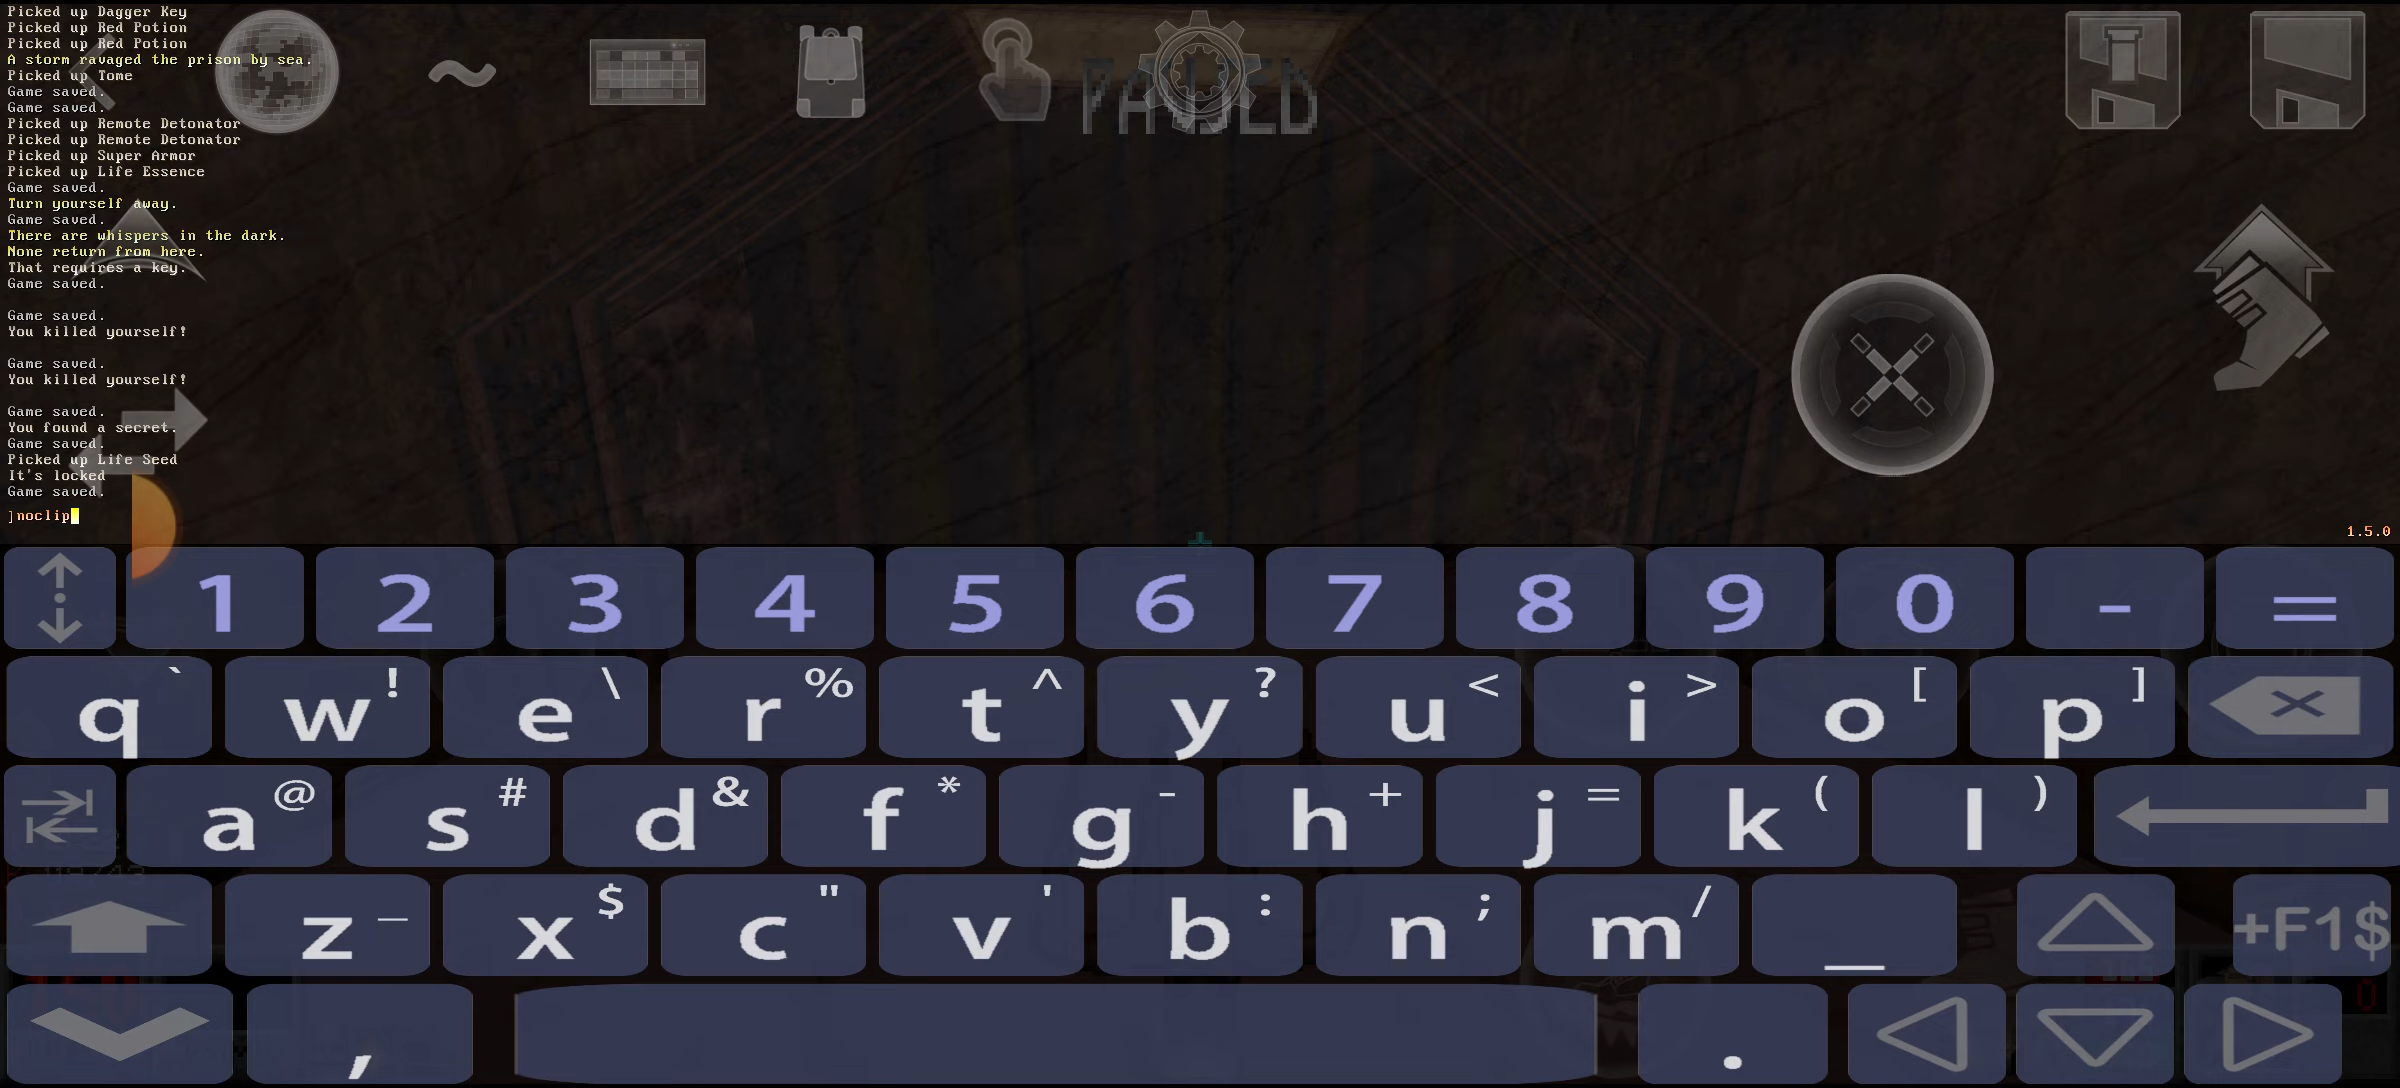 Picked up Dagger Key
Picked up Red Potion
Picked up Red Potion
A storm ravaged the prison by sea.
Picked up Tome
Game saved.
Game saved.
Picked up Remote Detonator
Picked up Remote Detonator
Picked up Super Armor
Picked up Life Essence
Game saved.
Turn yourself away.
Game saved.
There are whispers in the dark.
None return from here.
That requires a key.
Game saved.
Game saved.
You killed yourself!
Game saved.
You killed yourself!
Game saved.
You found a secret.
Game saved.
Picked up Life Seed
It's locked
Game saved.
]noclip
PAUSED
1.5.0
1 2 3 4 5 6 7 8 9 0 - =
q ` w ! e \ r % t ^ y ? u < i > o [ p ]
a @ s # d & f * g - h + j = k ( l )
z _ x $ c " v ' b : n ; m / _ +F1$
, .
0